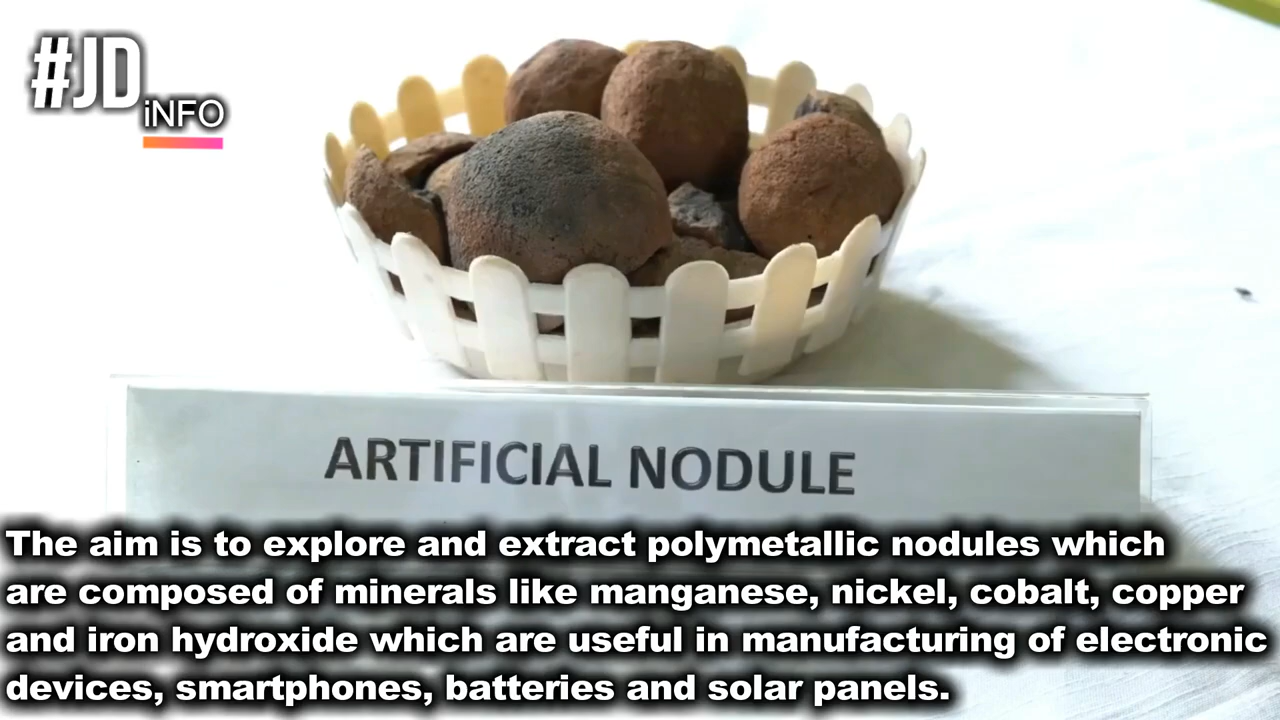 #JD
iNFO
ARTIFICIAL NODULE
The aim is to explore and extract polymetallic nodules which
are composed of minerals like manganese, nickel, cobalt, copper
and iron hydroxide which are useful in manufacturing of electronic
devices, smartphones, batteries and solar panels.